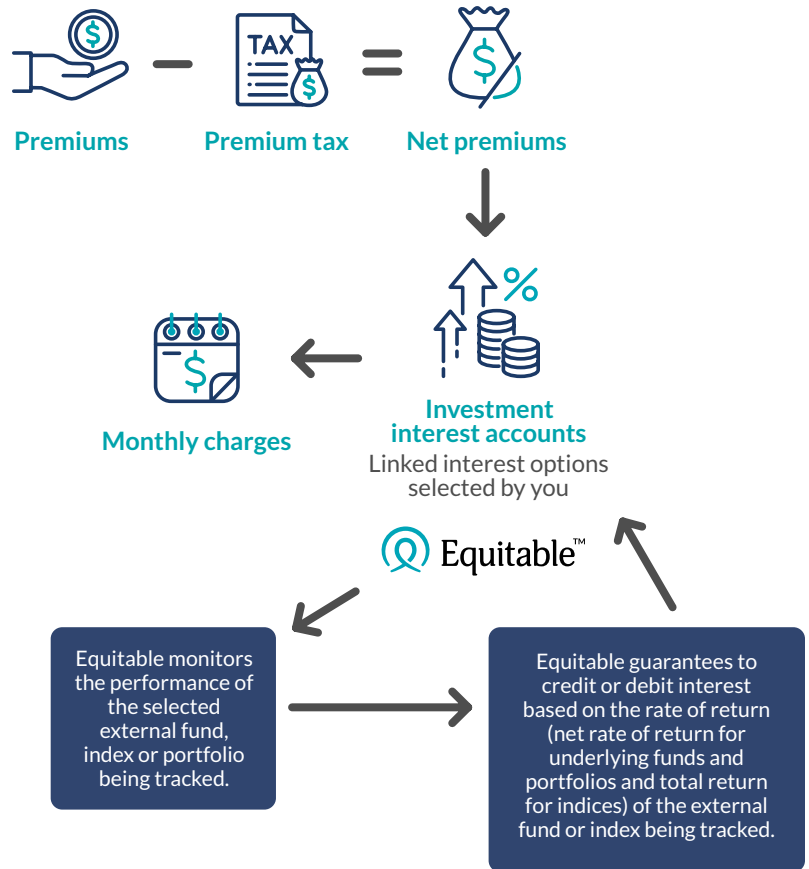 $
TAX
$
$
Premiums
Premium tax
Net premiums
%
$
Monthly charges
Investment
interest accounts
Linked interest options
selected by you
Equitable™
Equitable monitors
the performance of
the selected
external fund,
index or portfolio
being tracked.
Equitable guarantees to
credit or debit interest
based on the rate of return
(net rate of return for
underlying funds and
portfolios and total return
for indices) of the external
fund or index being tracked.